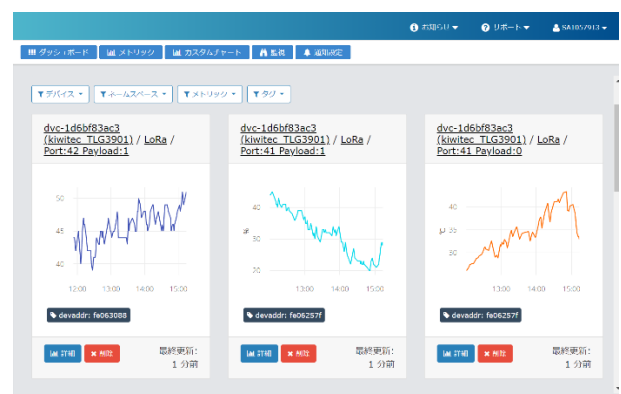 お知らせ サポート SA1057913
ダッシュボード メトリック カスタムチャート 監視 通知設定
デバイス ネームスペース メトリック タグ
dvc-1d6bf83ac3
(kiwitec_TLG3901) / LoRa /
Port:42 Payload:1
50
45
40
12:00 13:00 14:00 15:00
devaddr: fe063088
詳細 削除 最終更新:
1 分前
dvc-1d6bf83ac3
(kiwitec_TLG3901) / LoRa /
Port:41 Payload:1
%
40
30
20
13:00 14:00 15:00
devaddr: fe06257f
詳細 削除 最終更新:
1 分前
dvc-1d6bf83ac3
(kiwitec_TLG3901) / LoRa /
Port:41 Payload:0
℃
40
35
30
13:00 14:00 15:00
devaddr: fe06257f
詳細 削除 最終更新:
1 分前